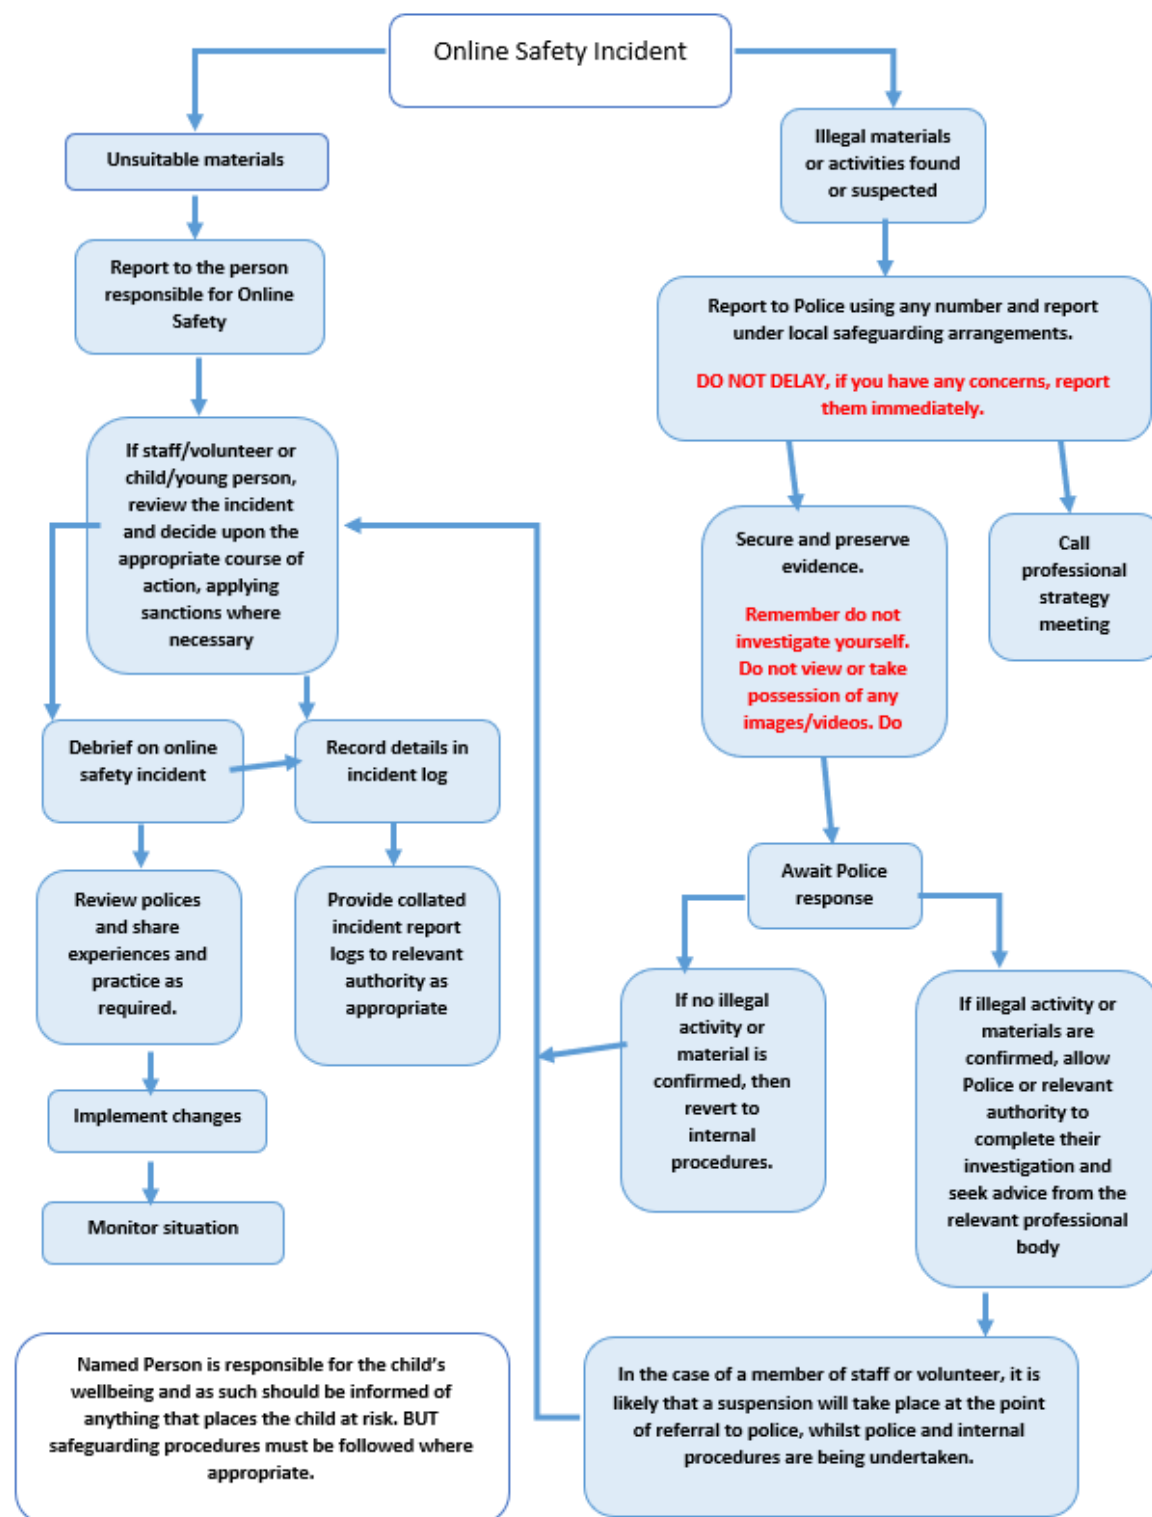 Online Safety Incident
Unsuitable materials
Report to the person
responsible for Online
Safety
If staff/volunteer or
child/young person,
review the incident
and decide upon the
appropriate course of
action, applying
sanctions where
necessary
Debrief on online
safety incident
Record details in
incident log
Review polices
and share
experiences and
practice as
required.
Provide collated
incident report
logs to relevant
authority as
appropriate
Implement changes
Monitor situation
Named Person is responsible for the child’s
wellbeing and as such should be informed of
anything that places the child at risk. BUT
safeguarding procedures must be followed where
appropriate.
Illegal materials
or activities found
or suspected
Report to Police using any number and report
under local safeguarding arrangements.
DO NOT DELAY, if you have any concerns, report
them immediately.
Secure and preserve
evidence.
Remember do not
investigate yourself.
Do not view or take
possession of any
images/videos. Do
Call
professional
strategy
meeting
Await Police
response
If no illegal
activity or
material is
confirmed, then
revert to
internal
procedures.
If illegal activity or
materials are
confirmed, allow
Police or relevant
authority to
complete their
investigation and
seek advice from the
relevant professional
body
In the case of a member of staff or volunteer, it is
likely that a suspension will take place at the point
of referral to police, whilst police and internal
procedures are being undertaken.